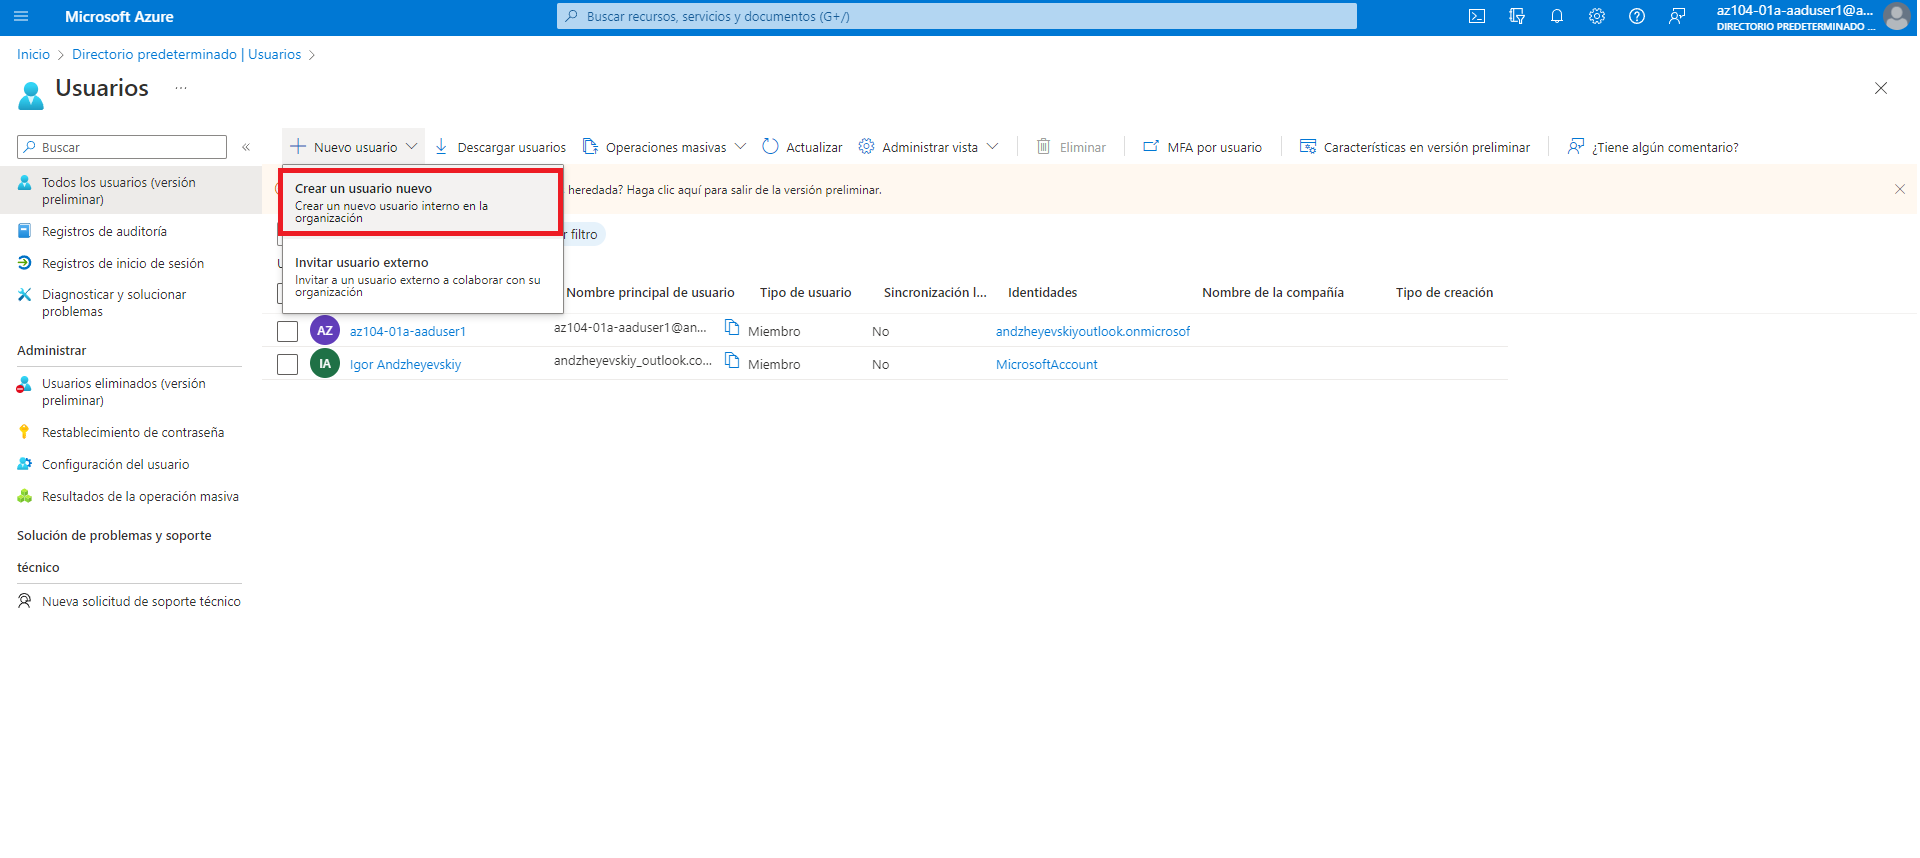 Microsoft Azure
Buscar recursos, servicios y documentos (G+/)
az104-01a-aaduser1@a...
DIRECTORIO PREDETERMINADO ...
Inicio > Directorio predeterminado | Usuarios >
Usuarios ...
Buscar
«
Nuevo usuario
Descargar usuarios
Operaciones masivas
Actualizar
Administrar vista
Eliminar
MFA por usuario
Características en versión preliminar
¿Tiene algún comentario?
Todos los usuarios (versión
preliminar)
Registros de auditoría
Registros de inicio de sesión
Diagnosticar y solucionar
problemas
Administrar
Usuarios eliminados (versión
preliminar)
Restablecimiento de contraseña
Configuración del usuario
Resultados de la operación masiva
Solución de problemas y soporte
técnico
Nueva solicitud de soporte técnico
Crear un usuario nuevo
Crear un nuevo usuario interno en la
organización
Invitar usuario externo
Invitar a un usuario externo a colaborar con su
organización
heredada? Haga clic aquí para salir de la versión preliminar.
r filtro
Nombre principal de usuario Tipo de usuario Sincronización l... Identidades Nombre de la compañía Tipo de creación
AZ az104-01a-aaduser1 az104-01a-aaduser1@an... Miembro No andzheyevskiyoutlook.onmicrosof
IA Igor Andzheyevskiy andzheyevskiy_outlook.co... Miembro No MicrosoftAccount